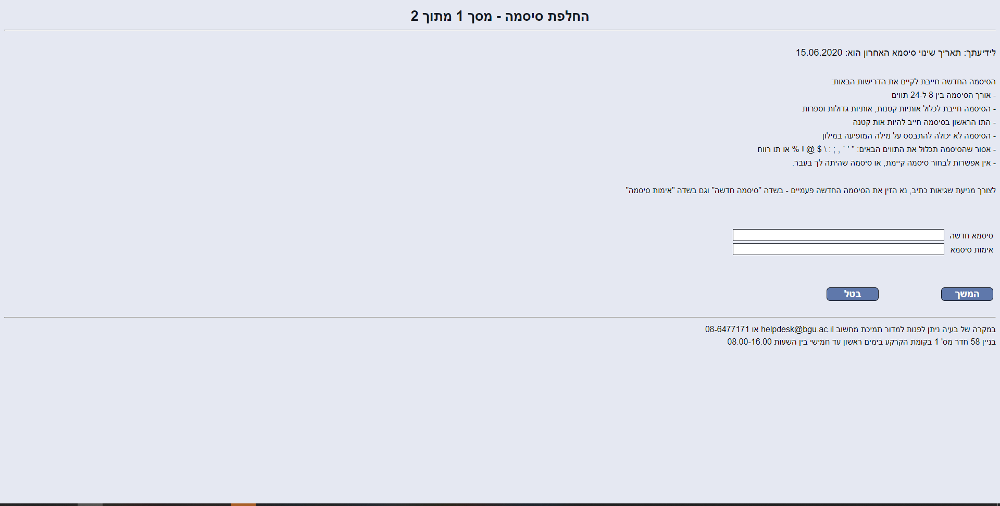 החלפת סיסמה - מסך 1 מתוך 2
לידיעתך: תאריך שינוי סיסמא האחרון הוא: 15.06.2020
הסיסמה החדשה חייבת לקיים את הדרישות הבאות:
- אורך הסיסמה בין 8 ל-24 תווים
- הסיסמה חייבת לכלול אותיות קטנות, אותיות גדולות וספרות
- התו הראשון בסיסמה חייב להיות אות קטנה
- הסיסמה לא יכולה להתבסס על מילה המופיעה במילון
- אסור שהסיסמה תכלול את התווים הבאים: " ' ` , ; : \ $ @ ! % או תו רווח
- אין אפשרות לבחור סיסמה קיימת, או סיסמה שהיתה לך בעבר.
לצורך מניעת שגיאות כתיב, נא הזין את הסיסמה החדשה פעמיים - בשדה "סיסמה חדשה" וגם בשדה "אימות סיסמה"
סיסמא חדשה
אימות סיסמא
המשך בטל
במקרה של בעיה ניתן לפנות למדור תמיכת מחשוב helpdesk@bgu.ac.il או 08-6477171
בניין 58 חדר מס' 1 בקומת הקרקע בימים ראשון עד חמישי בין השעות 08.00-16.00